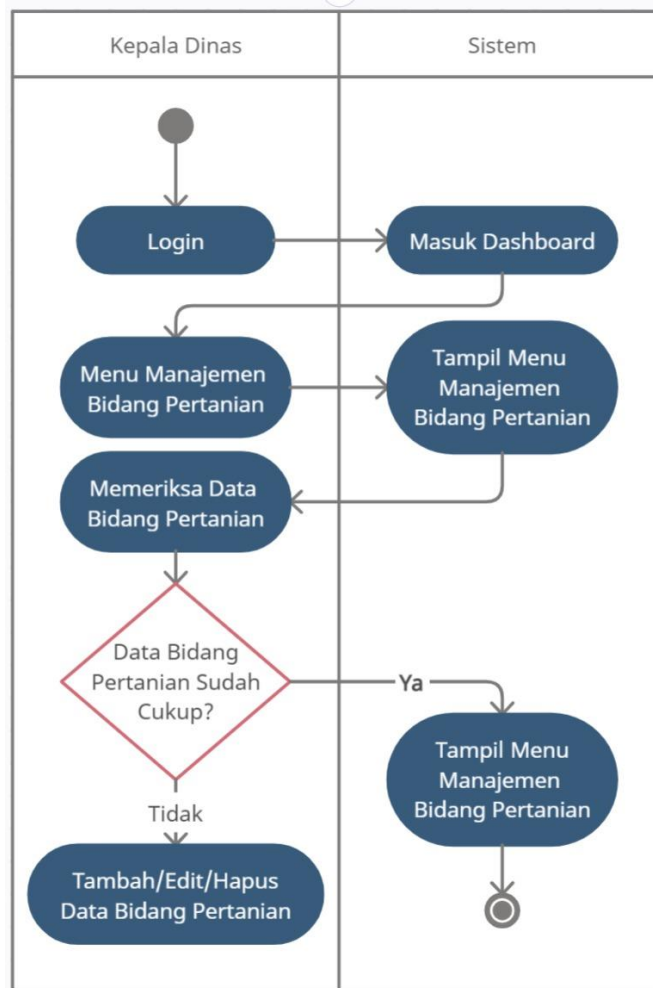 Kepala Dinas
Sistem
Login
Masuk Dashboard
Menu Manajemen
Bidang Pertanian
Tampil Menu
Manajemen
Bidang Pertanian
Memeriksa Data
Bidang Pertanian
Data Bidang
Pertanian Sudah
Cukup?
Ya
Tampil Menu
Manajemen
Bidang Pertanian
Tidak
Tambah/Edit/Hapus
Data Bidang Pertanian